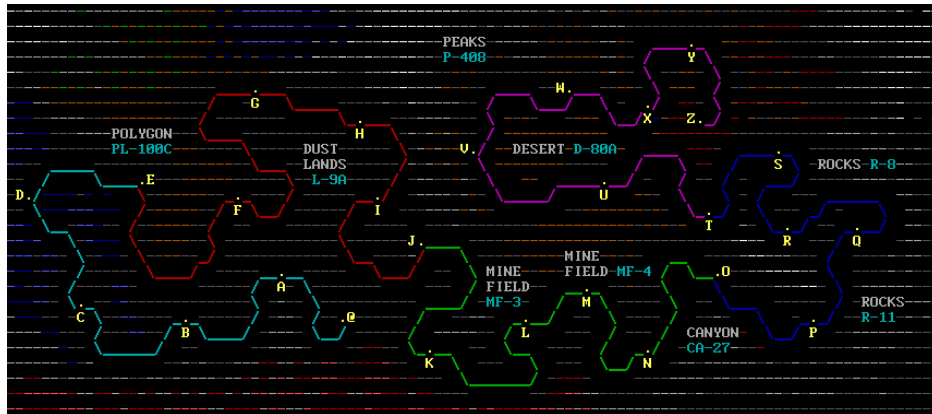 PEAKS
P-408
Y
W.
G
X
Z.
H
POLYGON
PL-100C
DUST
LANDS
L-9A
V.
DESERT D-80A
S
ROCKS R-8
D.
.E
F
I
U
T
R
Q
J.
MINE
FIELD MF-4
MINE
FIELD
MF-3
.O
A
M
C
B
.@
L
ROCKS
R-11
P
CANYON
CA-27
K
N